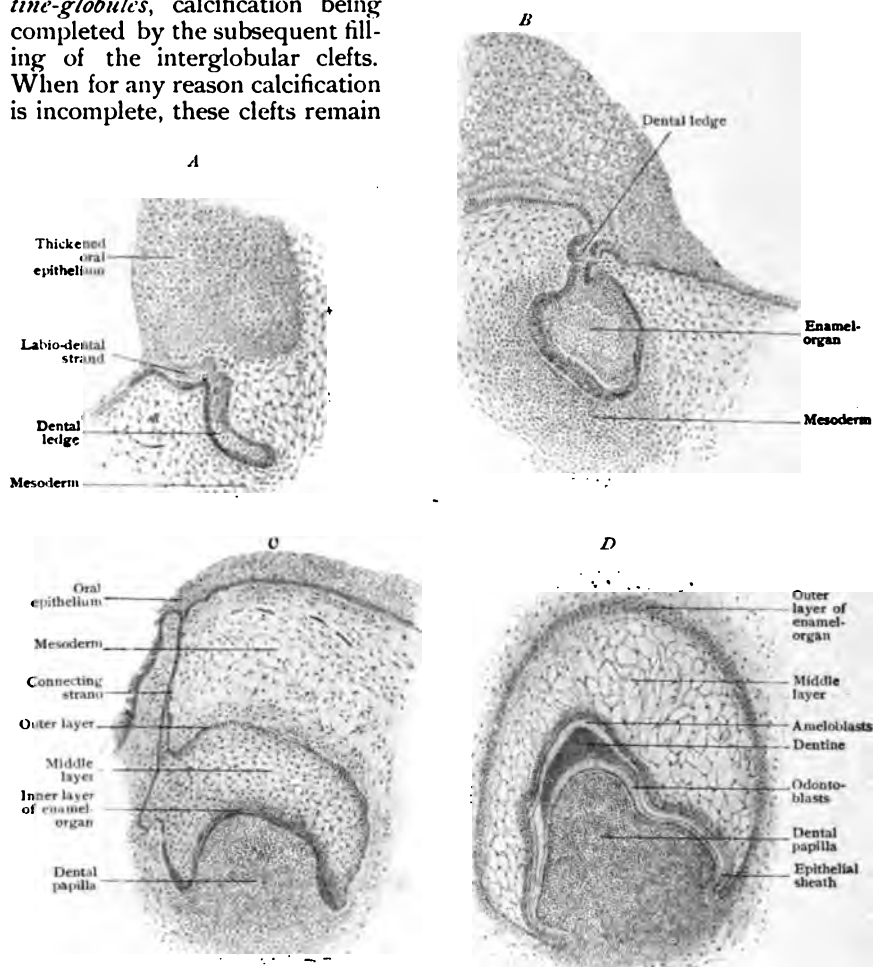 tine-globules, calcification being
completed by the subsequent fill-
ing of the interglobular clefts.
When for any reason calcification
is incomplete, these clefts remain
A
Thickened
oral
epithelium
Labio-dental
strand
Dental
ledge
Mesoderm
B
Dental ledge
Enamel-
organ
Mesoderm
C
Oral
epithelium
Mesoderm
Connecting
strand
Outer layer
Middle
layer
Inner layer
of enamel-
organ
Dental
papilla
D
Outer
layer of
enamel-
organ
Middle
layer
Ameloblasts
Dentine
Odonto-
blasts
Dental
papilla
Epithelial
sheath